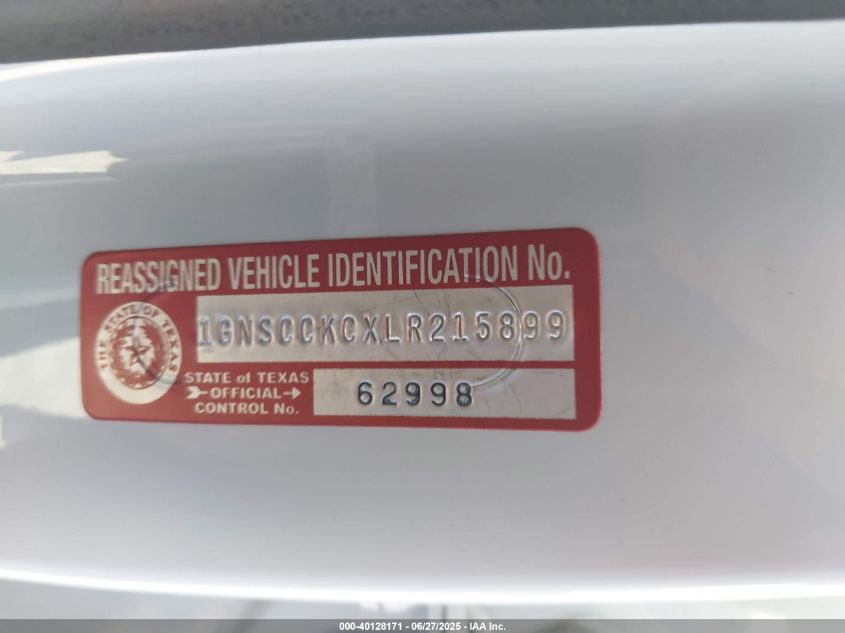 REASSIGNED VEHICLE IDENTIFICATION No.
THE STATE OF TEXAS
1GNSCCKCXLR215899
STATE of TEXAS
OFFICIAL
CONTROL No.
62998
000-40128171 - 06/27/2025 - IAA Inc.